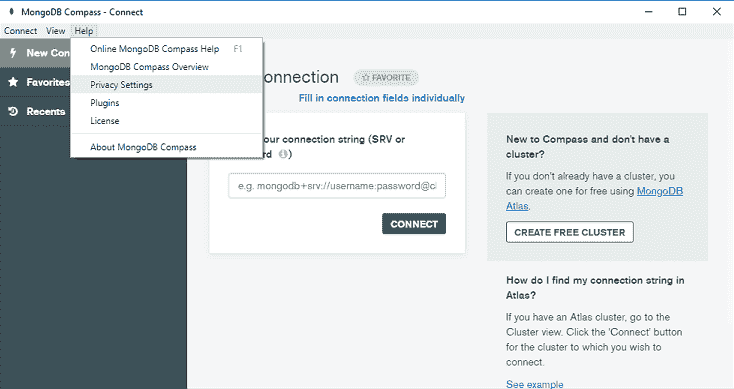 MongoDB Compass - Connect
Connect View Help
Online MongoDB Compass Help F1
MongoDB Compass Overview
Privacy Settings
Plugins
License
About MongoDB Compass
New Con
Favorites
Recents
onnection
FAVORITE
Fill in connection fields individually
our connection string (SRV or
rd )
e.g. mongodb+srv://username:password@cl
CONNECT
New to Compass and don't have a
cluster?
If you don't already have a cluster, you
can create one for free using MongoDB
Atlas.
CREATE FREE CLUSTER
How do I find my connection string in
Atlas?
If you have an Atlas cluster, go to the
Cluster view. Click the 'Connect' button
for the cluster to which you wish to
connect.
See example